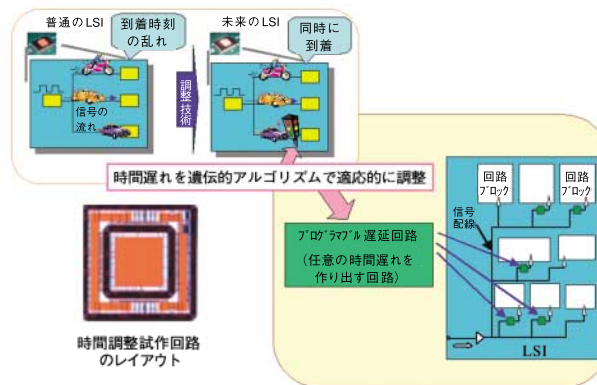 普通のLSI
到着時刻
の乱れ
未来のLSI
同時に
到着
信号の
流れ
調整技術
時間遅れを遺伝的アルゴリズムで適応的に調整
回路
ブロック
回路
ブロック
信号
配線
プログラマブル遅延回路
(任意の時間遅れを
作り出す回路)
LSI
時間調整試作回路
のレイアウト